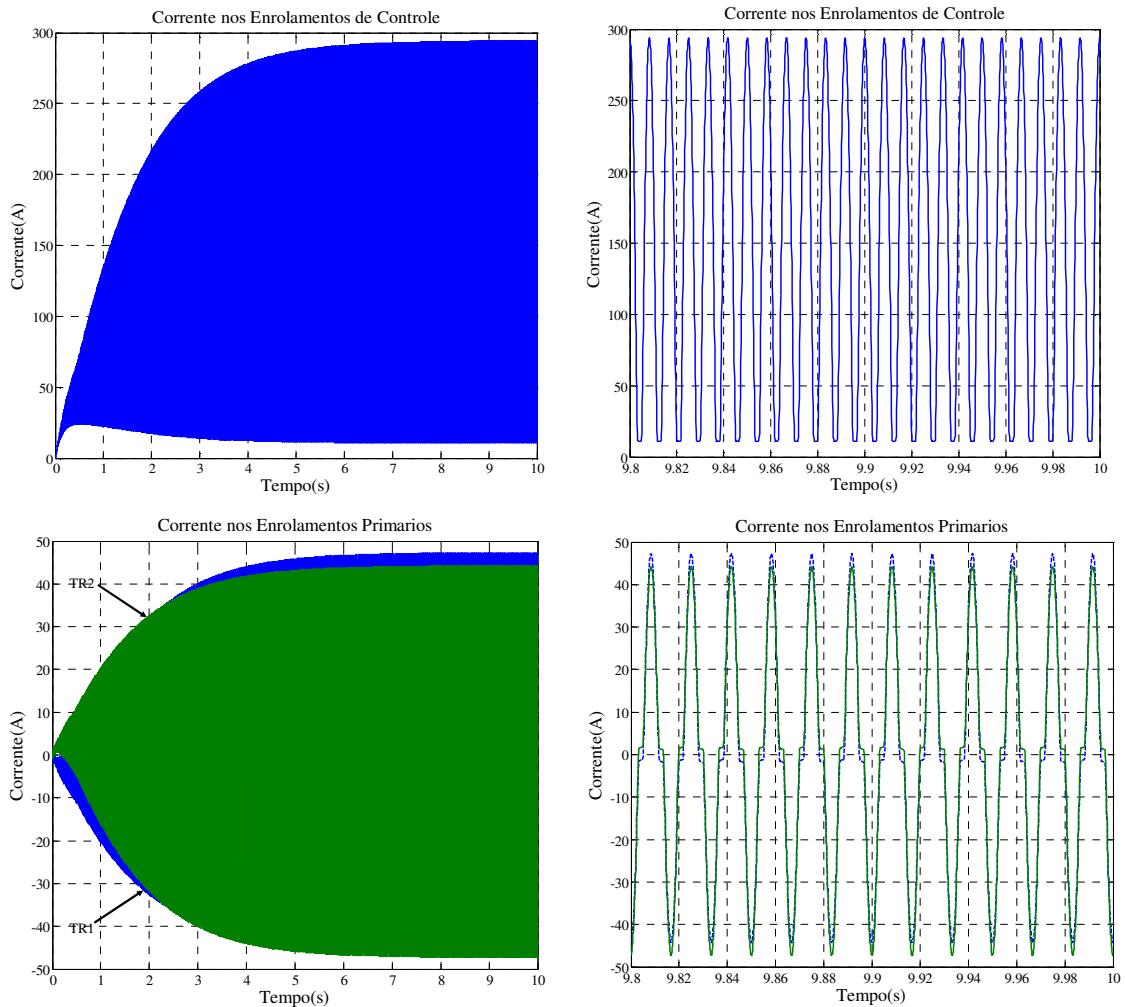 Corrente nos Enrolamentos de Controle
300
250
200
150
100
50
0
Corrente(A)
0 1 2 3 4 5 6 7 8 9 10
Tempo(s)
Corrente nos Enrolamentos de Controle
300
250
200
150
100
50
0
Corrente(A)
9.8 9.82 9.84 9.86 9.88 9.9 9.92 9.94 9.96 9.98 10
Tempo(s)
Corrente nos Enrolamentos Primarios
50
40
30
20
10
0
-10
-20
-30
-40
-50
Corrente(A)
TR2
TR1
0 1 2 3 4 5 6 7 8 9 10
Tempo(s)
Corrente nos Enrolamentos Primarios
50
40
30
20
10
0
-10
-20
-30
-40
-50
Corrente(A)
9.8 9.82 9.84 9.86 9.88 9.9 9.92 9.94 9.96 9.98 10
Tempo(s)